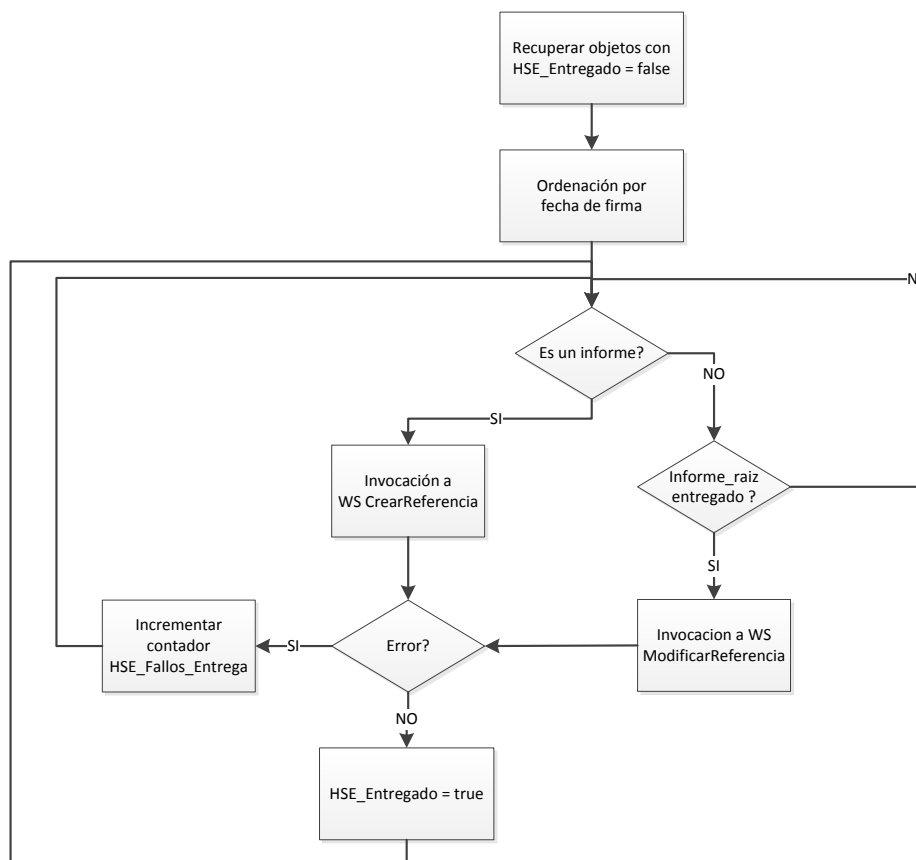 Recuperar objetos con
HSE_Entregado = false
Ordenación por
fecha de firma
N
Es un informe?
NO
SI
Invocación a
WS CrearReferencia
Informe_raiz
entregado ?
SI
Incrementar
contador
HSE_Fallos_Entrega
SI
Error?
Invocacion a WS
ModificarReferencia
NO
HSE_Entregado = true